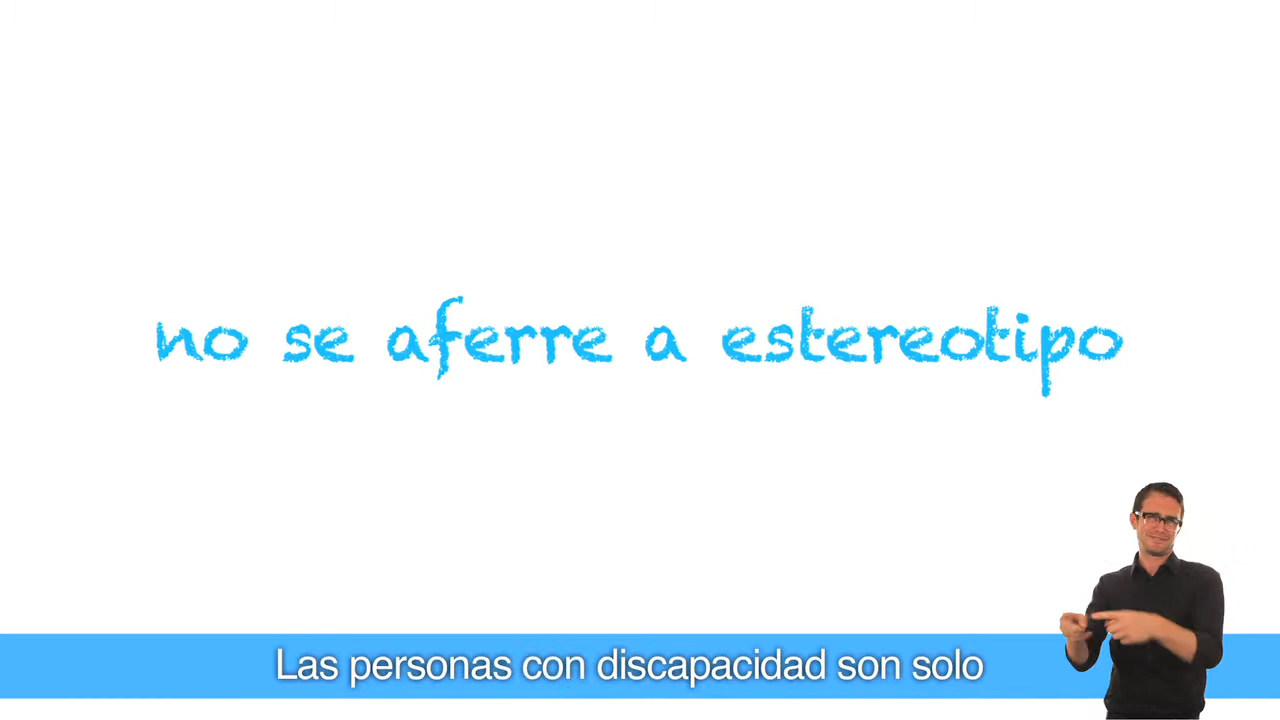 no se aferre a estereotipo
Las personas con discapacidad son solo